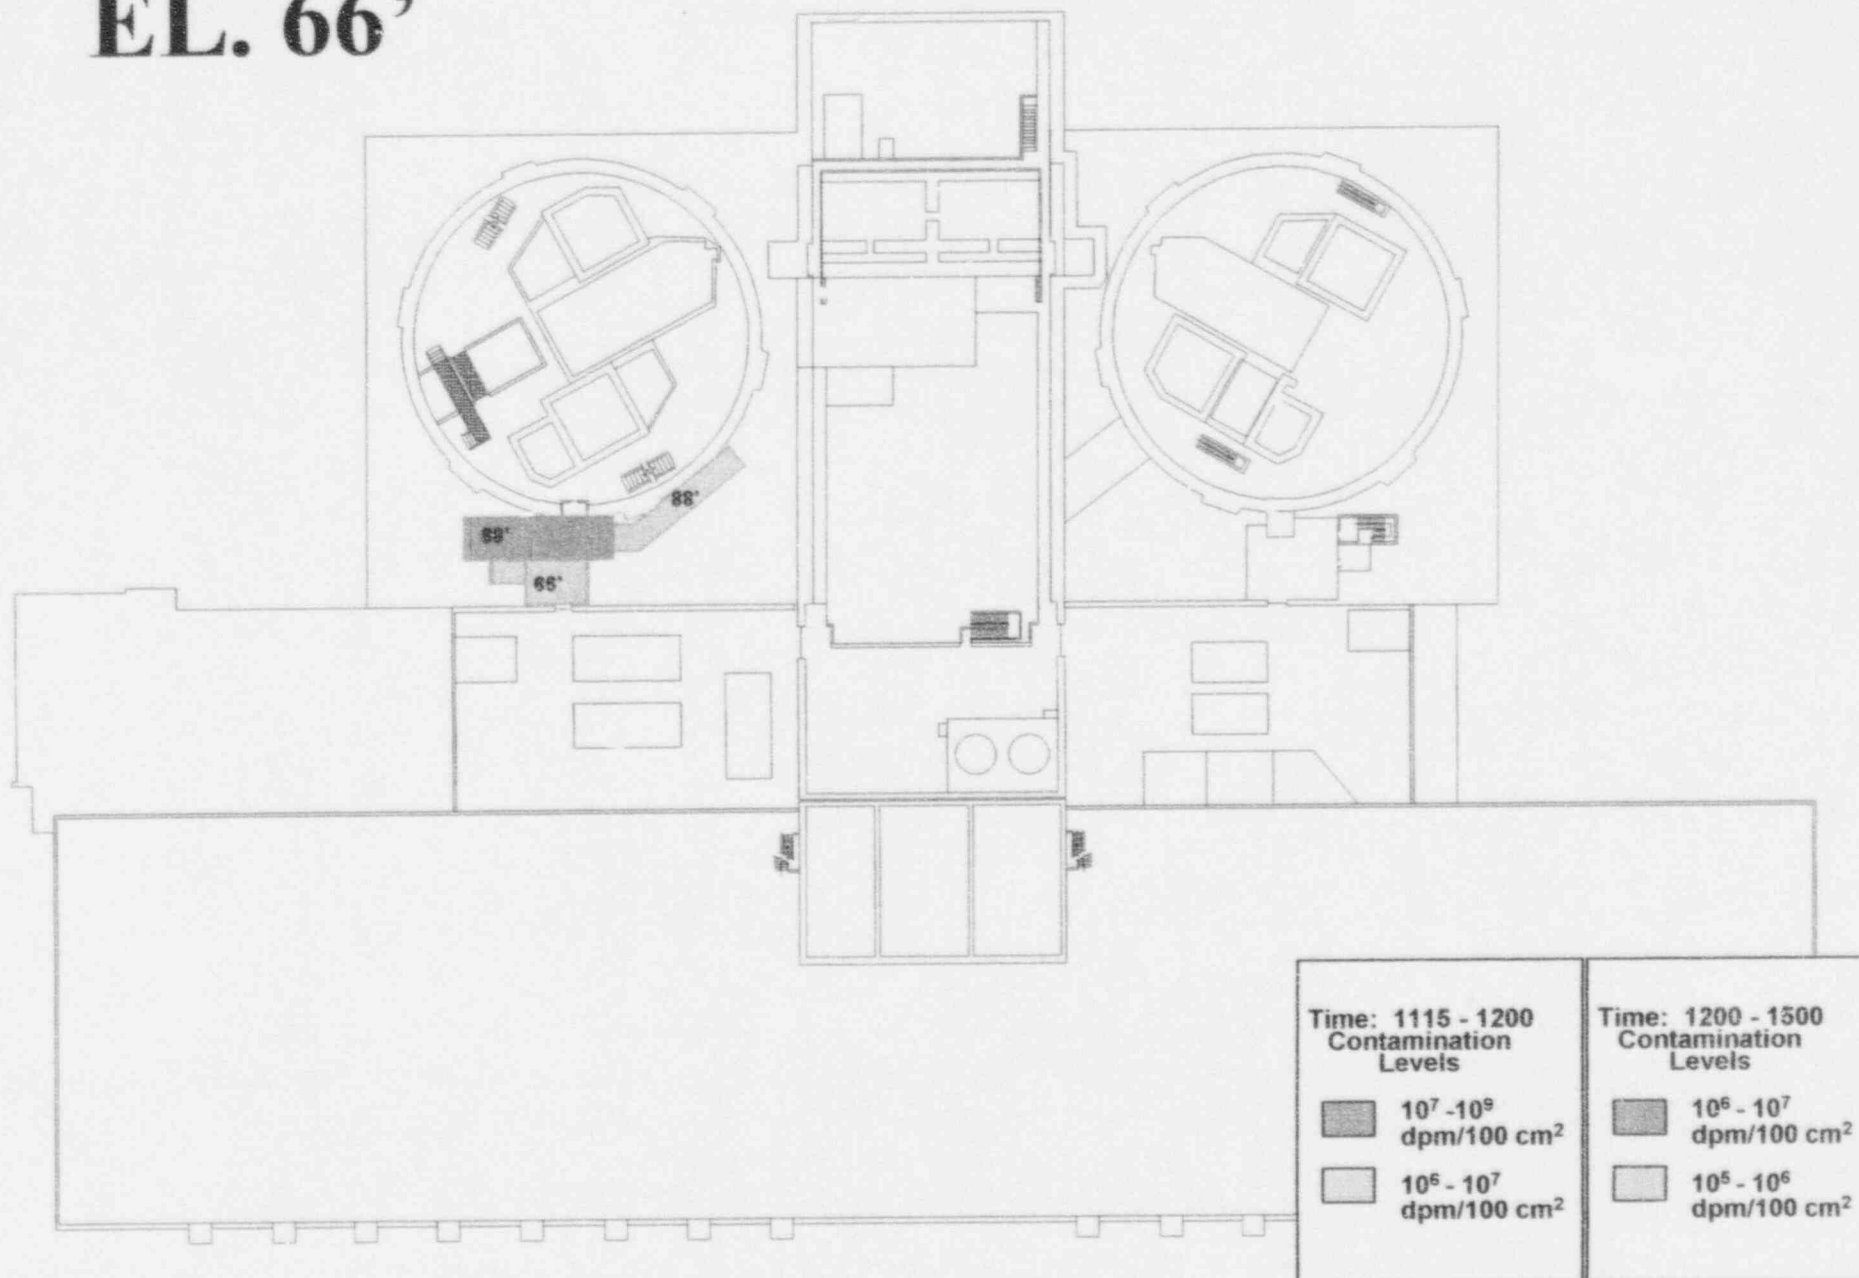 EL. 66'
88'
88'
66'
Time: 1115 - 1200
Contamination
Levels
10⁷ -10⁹
dpm/100 cm²
10⁶ - 10⁷
dpm/100 cm²
Time: 1200 - 1500
Contamination
Levels
10⁶ - 10⁷
dpm/100 cm²
10⁵ - 10⁶
dpm/100 cm²